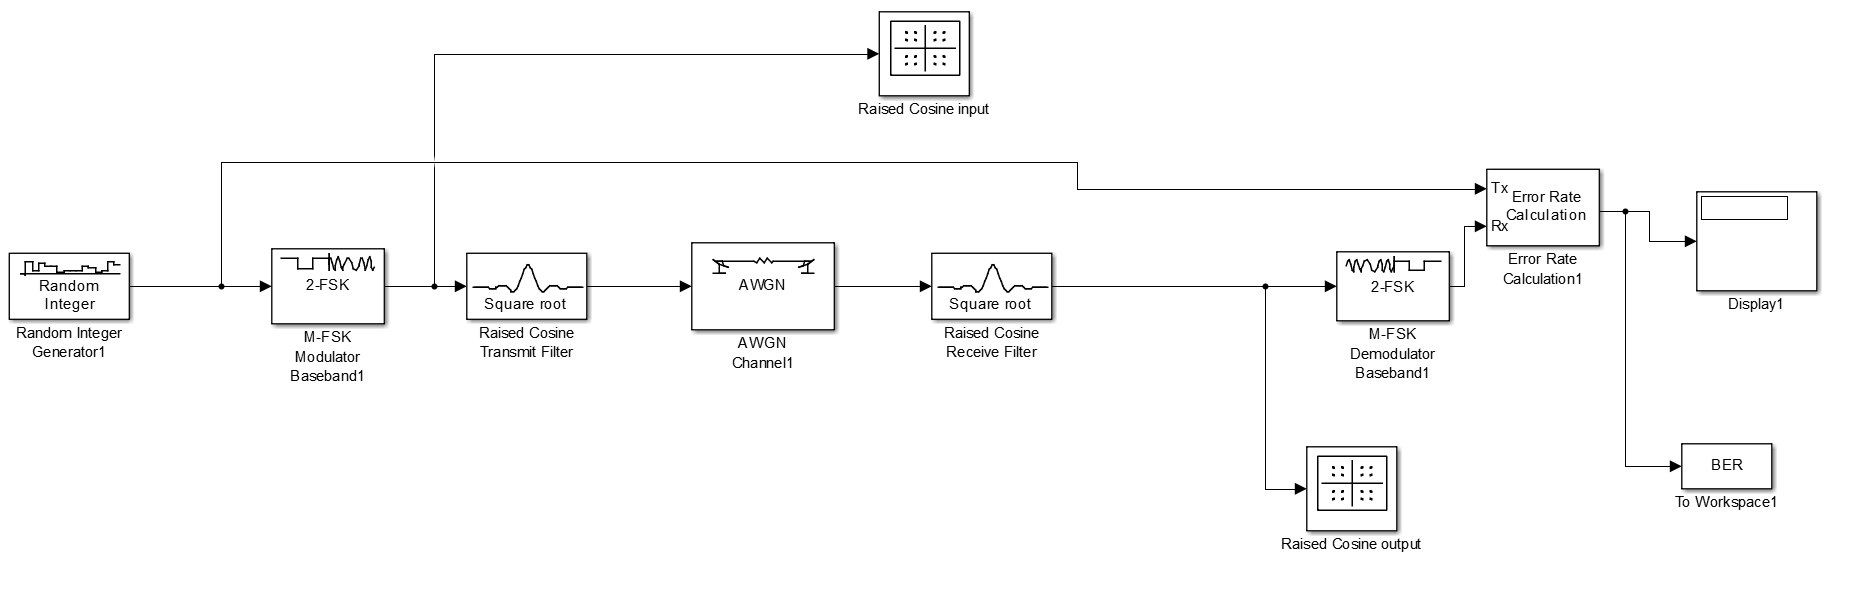 Raised Cosine input
Tx
Error Rate
Calculation
Rx
Error Rate
Calculation1
Display1
Random
Integer
Random Integer
Generator1
2-FSK
M-FSK
Modulator
Baseband1
Square root
Raised Cosine
Transmit Filter
AWGN
AWGN
Channel1
Square root
Raised Cosine
Receive Filter
2-FSK
M-FSK
Demodulator
Baseband1
BER
To Workspace1
Raised Cosine output